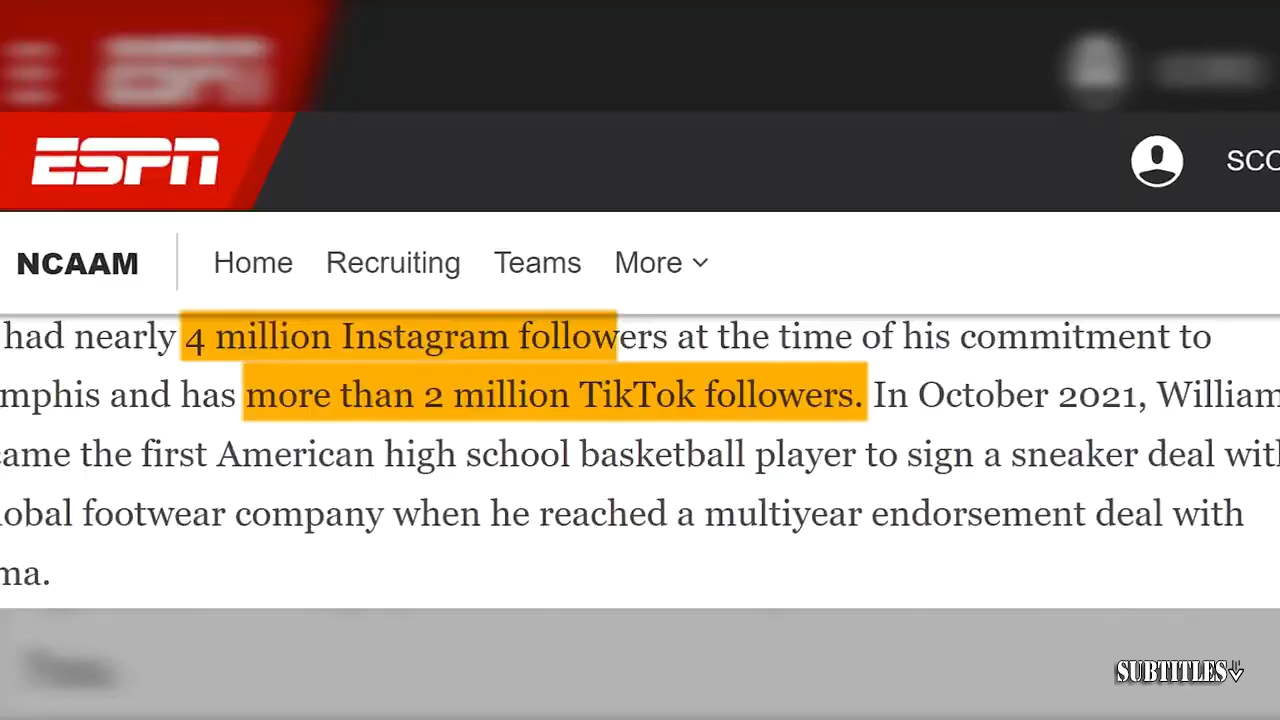 ESPN
SCO
NCAAM
Home Recruiting Teams More
had nearly 4 million Instagram followers at the time of his commitment to
mphis and has more than 2 million TikTok followers. In October 2021, William
ame the first American high school basketball player to sign a sneaker deal wit
obal footwear company when he reached a multiyear endorsement deal with
ma.
SUBTITLES